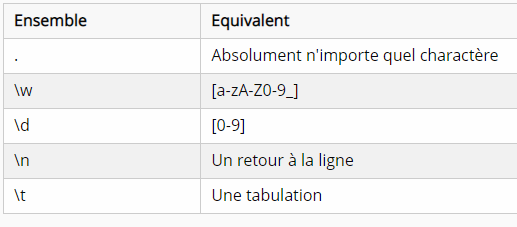 Ensemble Equivalent
. Absolument n'importe quel charactère
\w [a-zA-Z0-9_]
\d [0-9]
\n Un retour à la ligne
\t Une tabulation